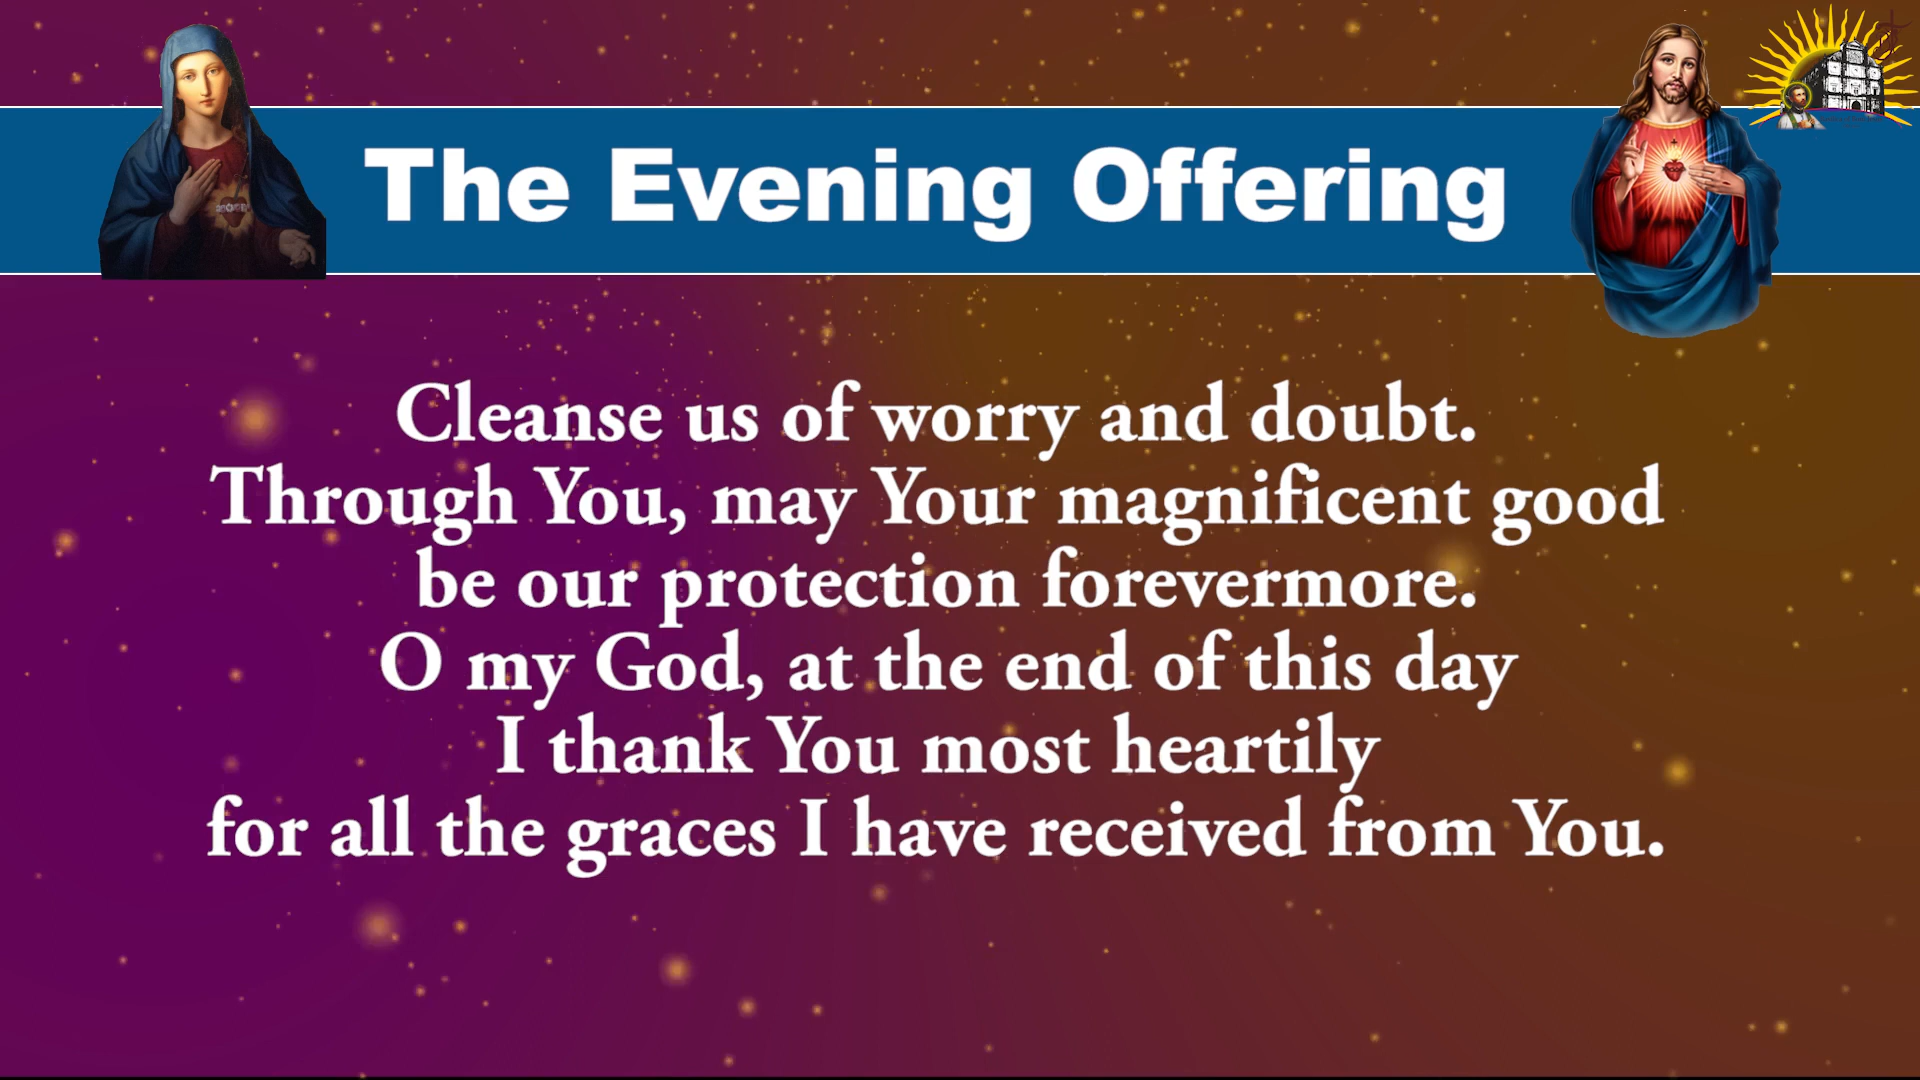 The Evening Offering
Cleanse us of worry and doubt.
Through You, may Your magnificent good
be our protection forevermore.
O my God, at the end of this day
I thank You most heartily
for all the graces I have received from You.